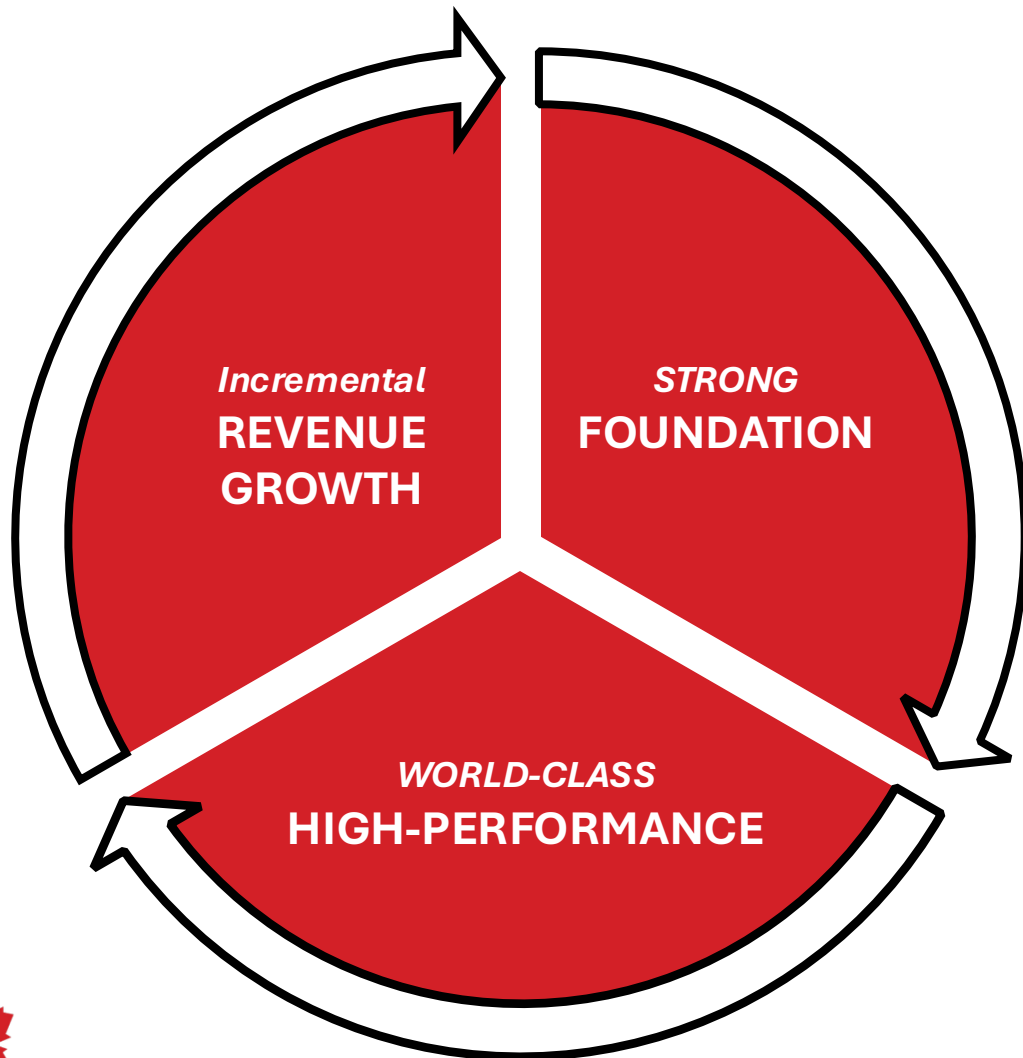 Incremental
REVENUE
GROWTH
STRONG
FOUNDATION
WORLD-CLASS
HIGH-PERFORMANCE